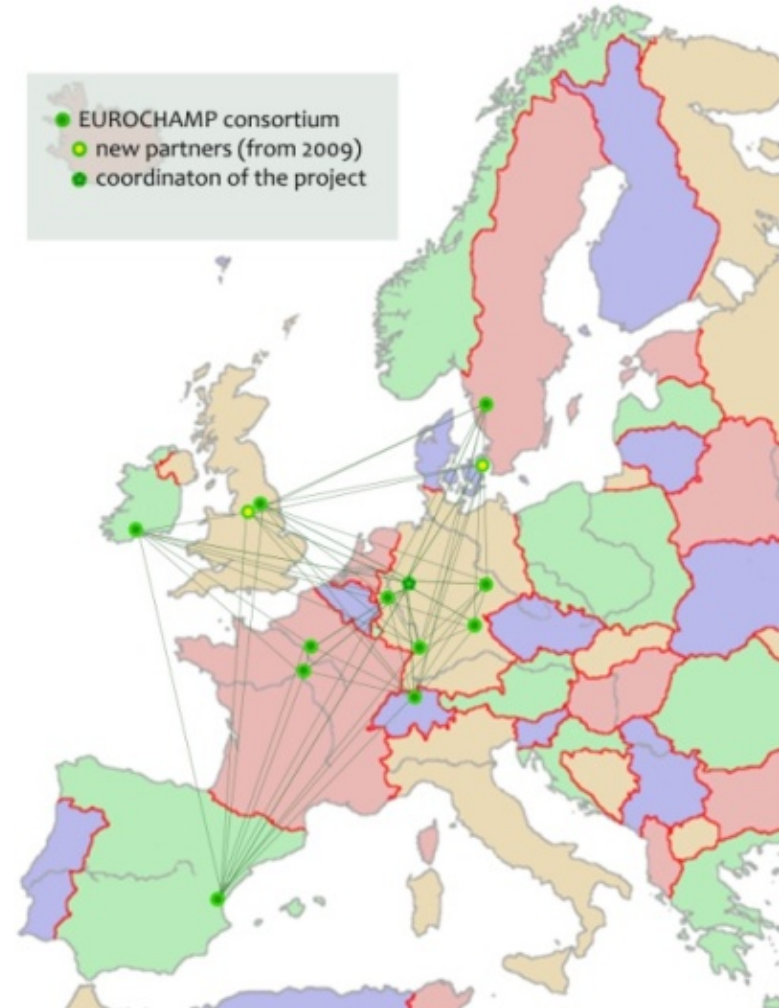 EUROCHAMP consortium
new partners (from 2009)
coordinaton of the project